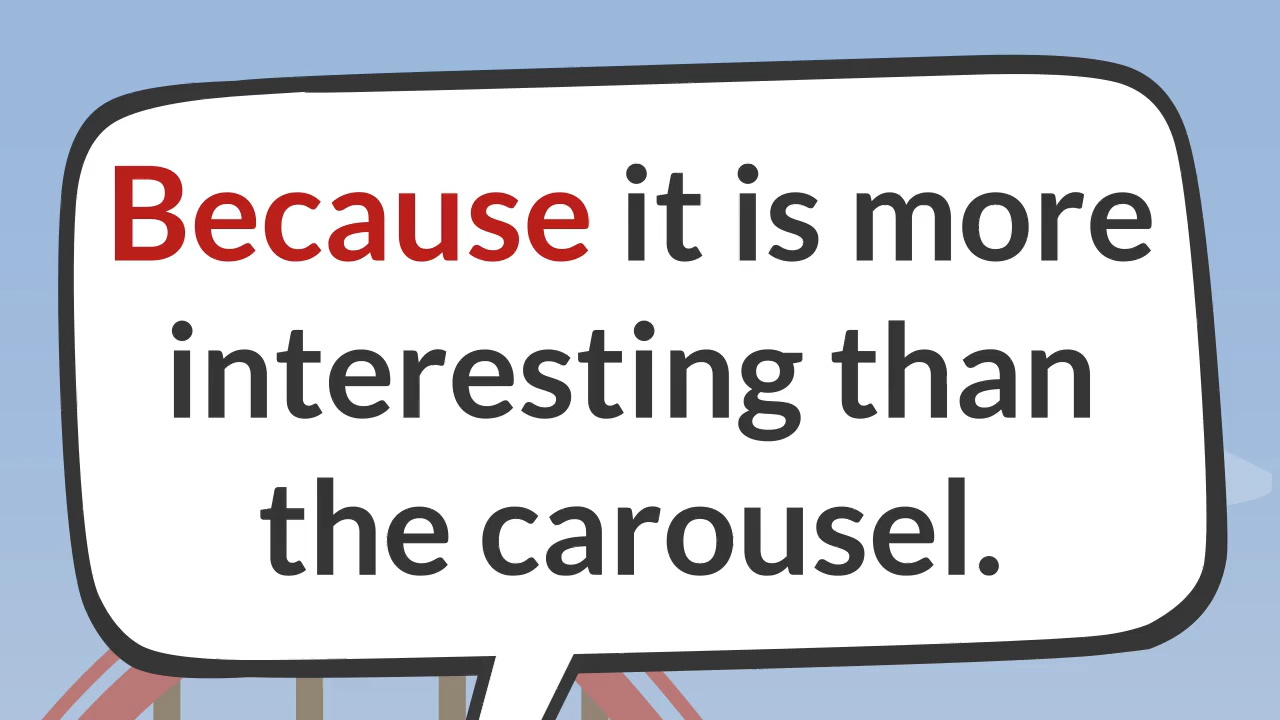 Because it is more
interesting than
the carousel.